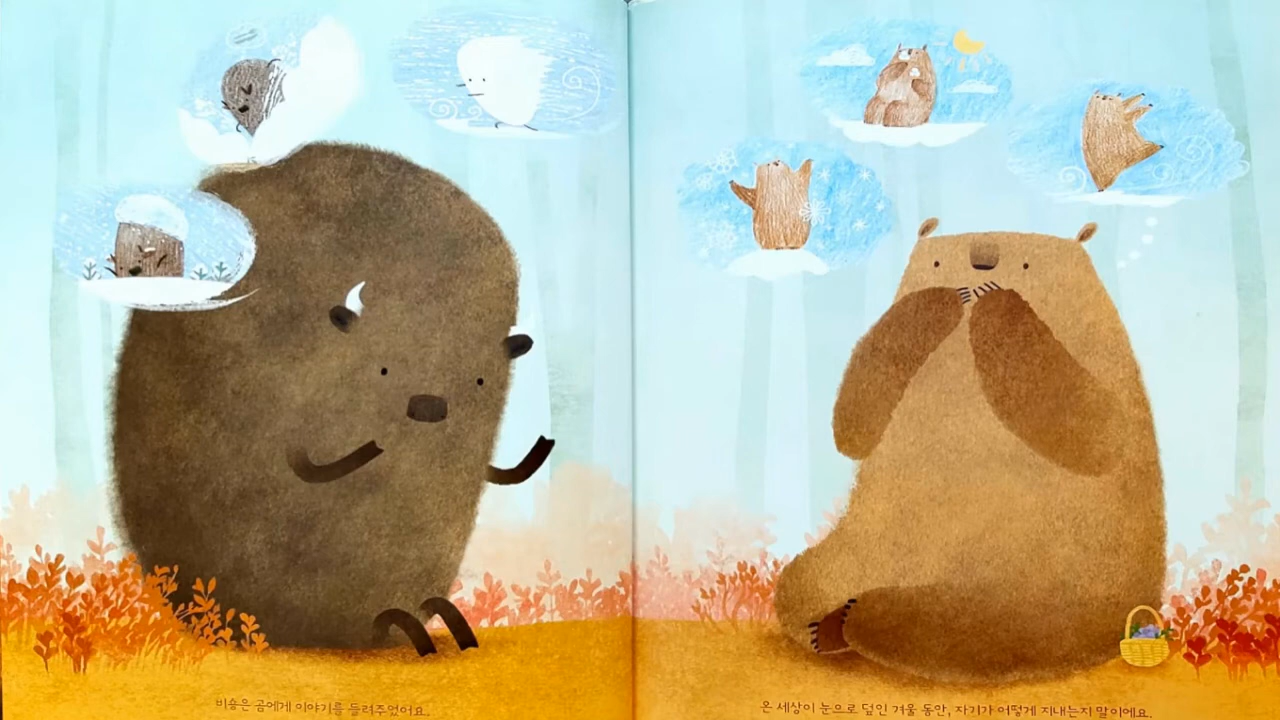 비숑은 곰에게 이야기를 들려주었어요.
온 세상이 눈으로 덮인 겨울 동안, 자기가 어떻게 지내는지 말이에요.